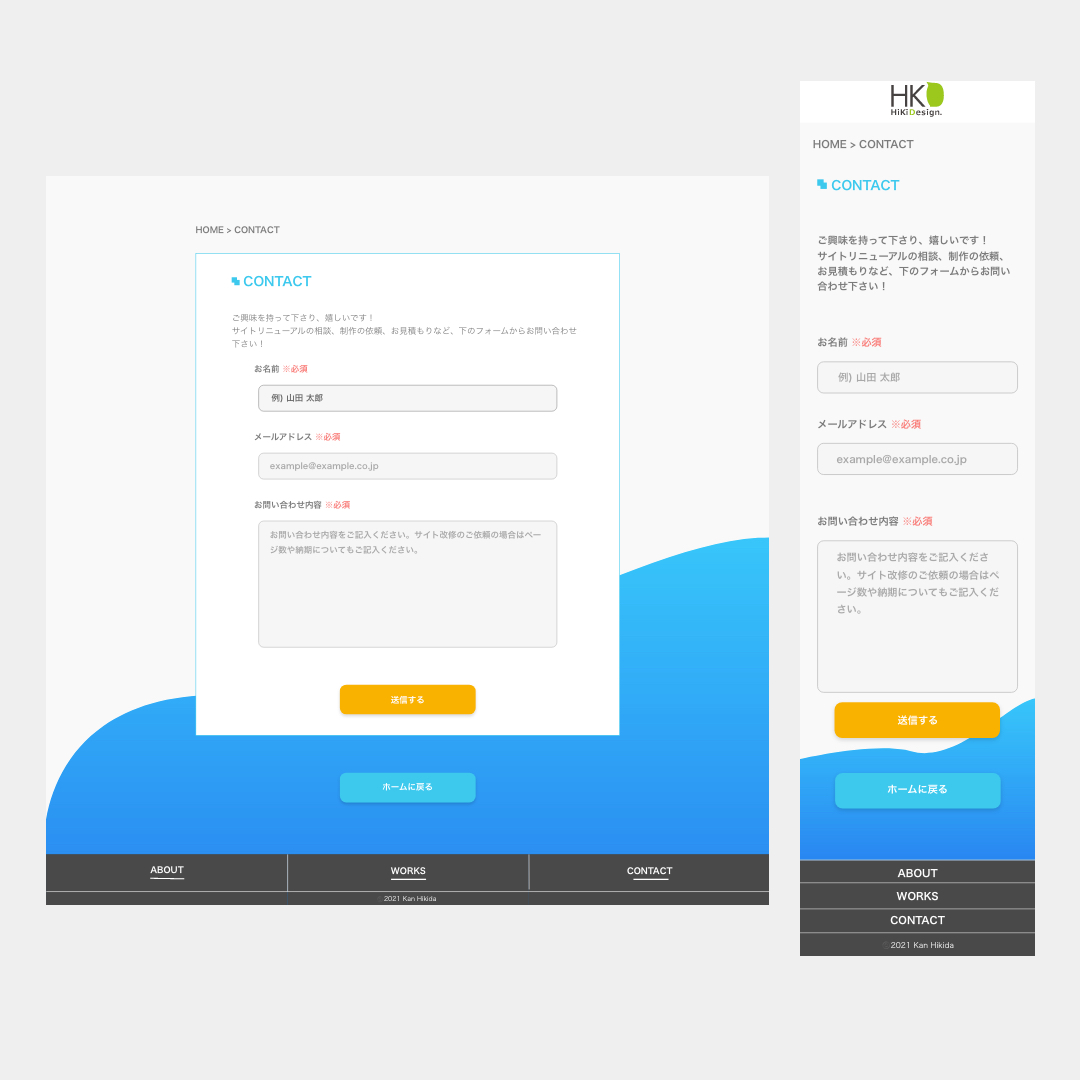 HOME > CONTACT
CONTACT
ご興味を持って下さり、嬉しいです！
サイトリニューアルの相談、制作の依頼、お見積もりなど、下のフォームからお問い合わせ
下さい！
お名前 ※必須
例) 山田 太郎
メールアドレス ※必須
example@example.co.jp
お問い合わせ内容 ※必須
お問い合わせ内容をご記入ください。サイト改修のご依頼の場合はペー
ジ数や納期についてもご記入ください。
送信する
ホームに戻る
ABOUT
WORKS
CONTACT
2021 Kan Hikida
HK
HiKiDesign.
HOME > CONTACT
CONTACT
ご興味を持って下さり、嬉しいです！
サイトリニューアルの相談、制作の依頼、
お見積もりなど、下のフォームからお問い
合わせ下さい！
お名前 ※必須
例) 山田 太郎
メールアドレス ※必須
example@example.co.jp
お問い合わせ内容 ※必須
お問い合わせ内容をご記入くださ
い。サイト改修のご依頼の場合はペ
ージ数や納期についてもご記入くだ
さい。
送信する
ホームに戻る
ABOUT
WORKS
CONTACT
2021 Kan Hikida